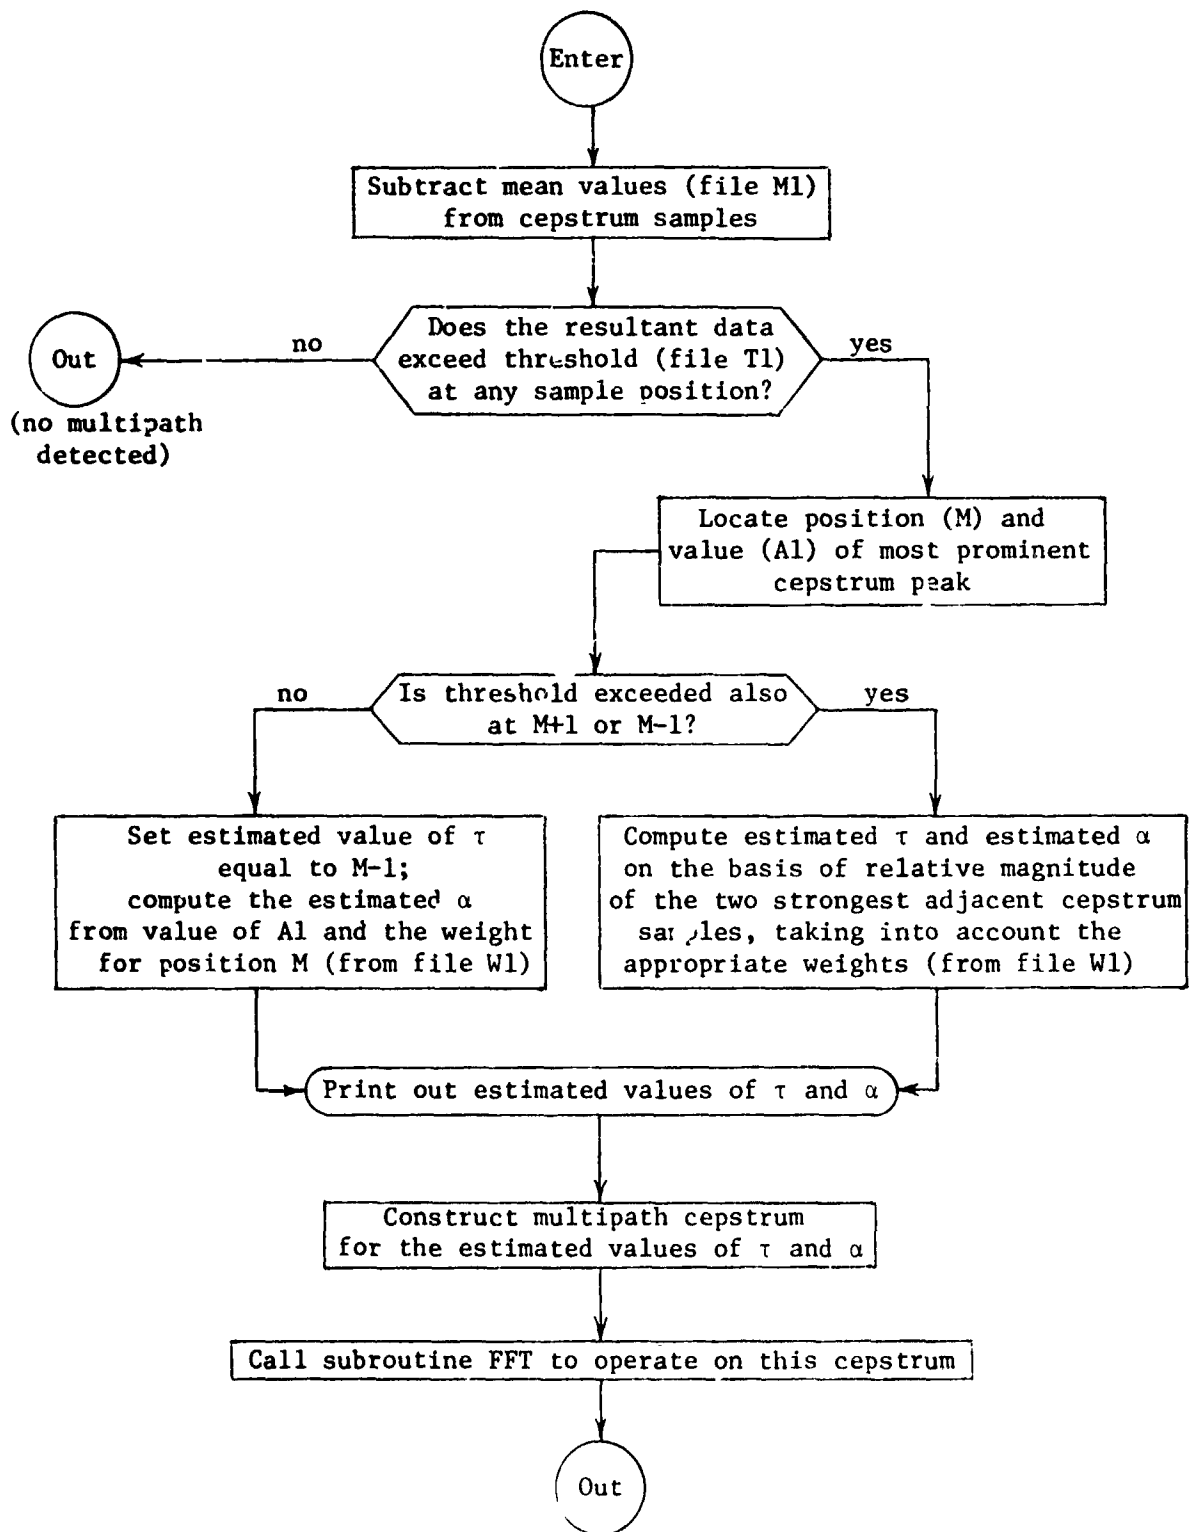 Enter
Subtract mean values (file M1)
from cepstrum samples
Does the resultant data
exceed threshold (file T1)
at any sample position?
no
yes
Out
(no multipath
detected)
Locate position (M) and
value (A1) of most prominent
cepstrum peak
Is threshold exceeded also
at M+1 or M-1?
no
yes
Set estimated value of τ
equal to M-1;
compute the estimated α
from value of A1 and the weight
for position M (from file W1)
Compute estimated τ and estimated α
on the basis of relative magnitude
of the two strongest adjacent cepstrum
samples, taking into account the
appropriate weights (from file W1)
Print out estimated values of τ and α
Construct multipath cepstrum
for the estimated values of τ and α
Call subroutine FFT to operate on this cepstrum
Out